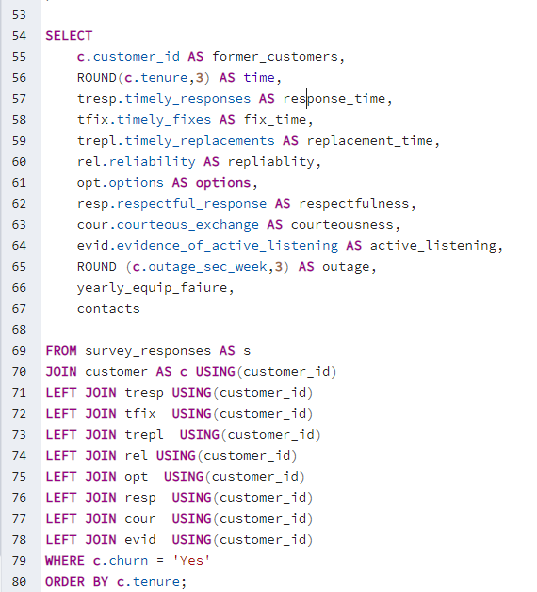 53
54 SELECT
55 c.customer_id AS former_customers,
56 ROUND(c.tenure,3) AS time,
57 tresp.timely_responses AS response_time,
58 tfix.timely_fixes AS fix_time,
59 trepl.timely_replacements AS replacenent_time,
60 rel.reliability AS repliablity,
61 opt.options AS options,
62 resp.respectful_response AS respectfulness,
63 cour.courteous_exchange AS courteousness,
64 evid.evidence_of_active_listening AS active_listening,
65 ROUND (c.outage_sec_week,3) AS outage,
66 yearly_equip_faiure,
67 contacts
68
69 FROM survey_responses AS s
70 JOIN customer AS c USING(customer_id)
71 LEFT JOIN tresp USING(customer_id)
72 LEFT JOIN tfix USING(customer_id)
73 LEFT JOIN trepl USING(customer_id)
74 LEFT JOIN rel USING(customer_id)
75 LEFT JOIN opt USING(customer_id)
76 LEFT JOIN resp USING(customer_id)
77 LEFT JOIN cour USING(customer_id)
78 LEFT JOIN evid USING(customer_id)
79 WHERE c.churn = 'Yes'
80 ORDER BY c.tenure;